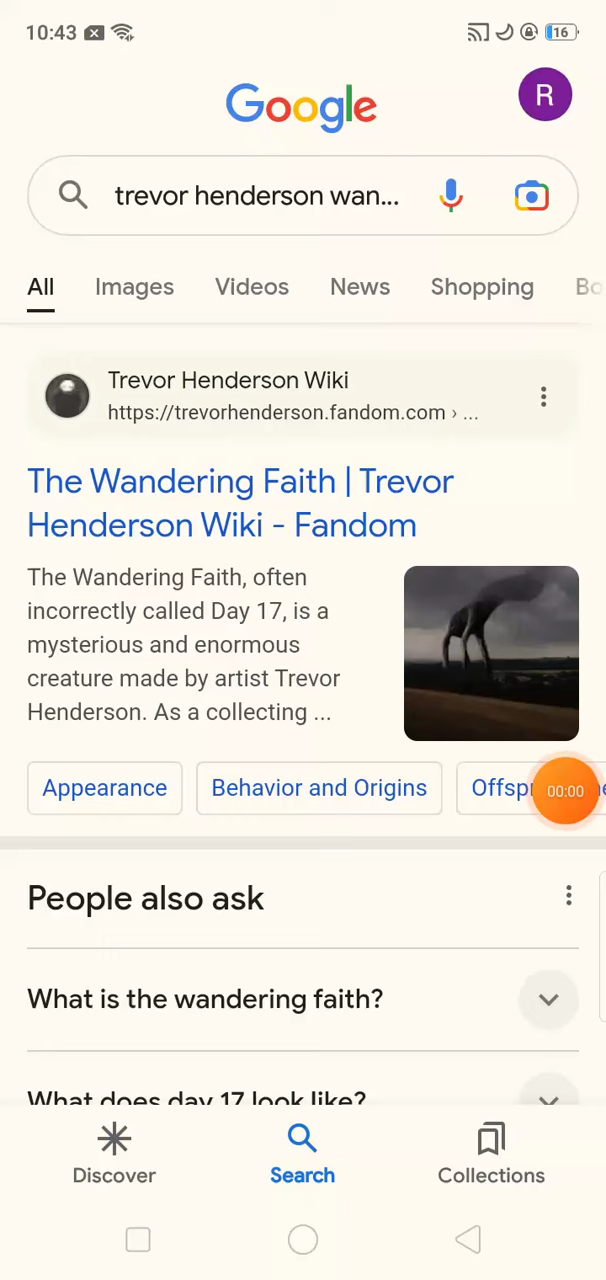 10:43
16
Google
R
trevor henderson wan...
All Images Videos News Shopping Bo
Trevor Henderson Wiki
https://trevorhenderson.fandom.com › ...
The Wandering Faith | Trevor
Henderson Wiki - Fandom
The Wandering Faith, often
incorrectly called Day 17, is a
mysterious and enormous
creature made by artist Trevor
Henderson. As a collecting ...
Appearance Behavior and Origins
00:00
People also ask
What is the wandering faith?
What does day 17 look like?
Discover Search Collections